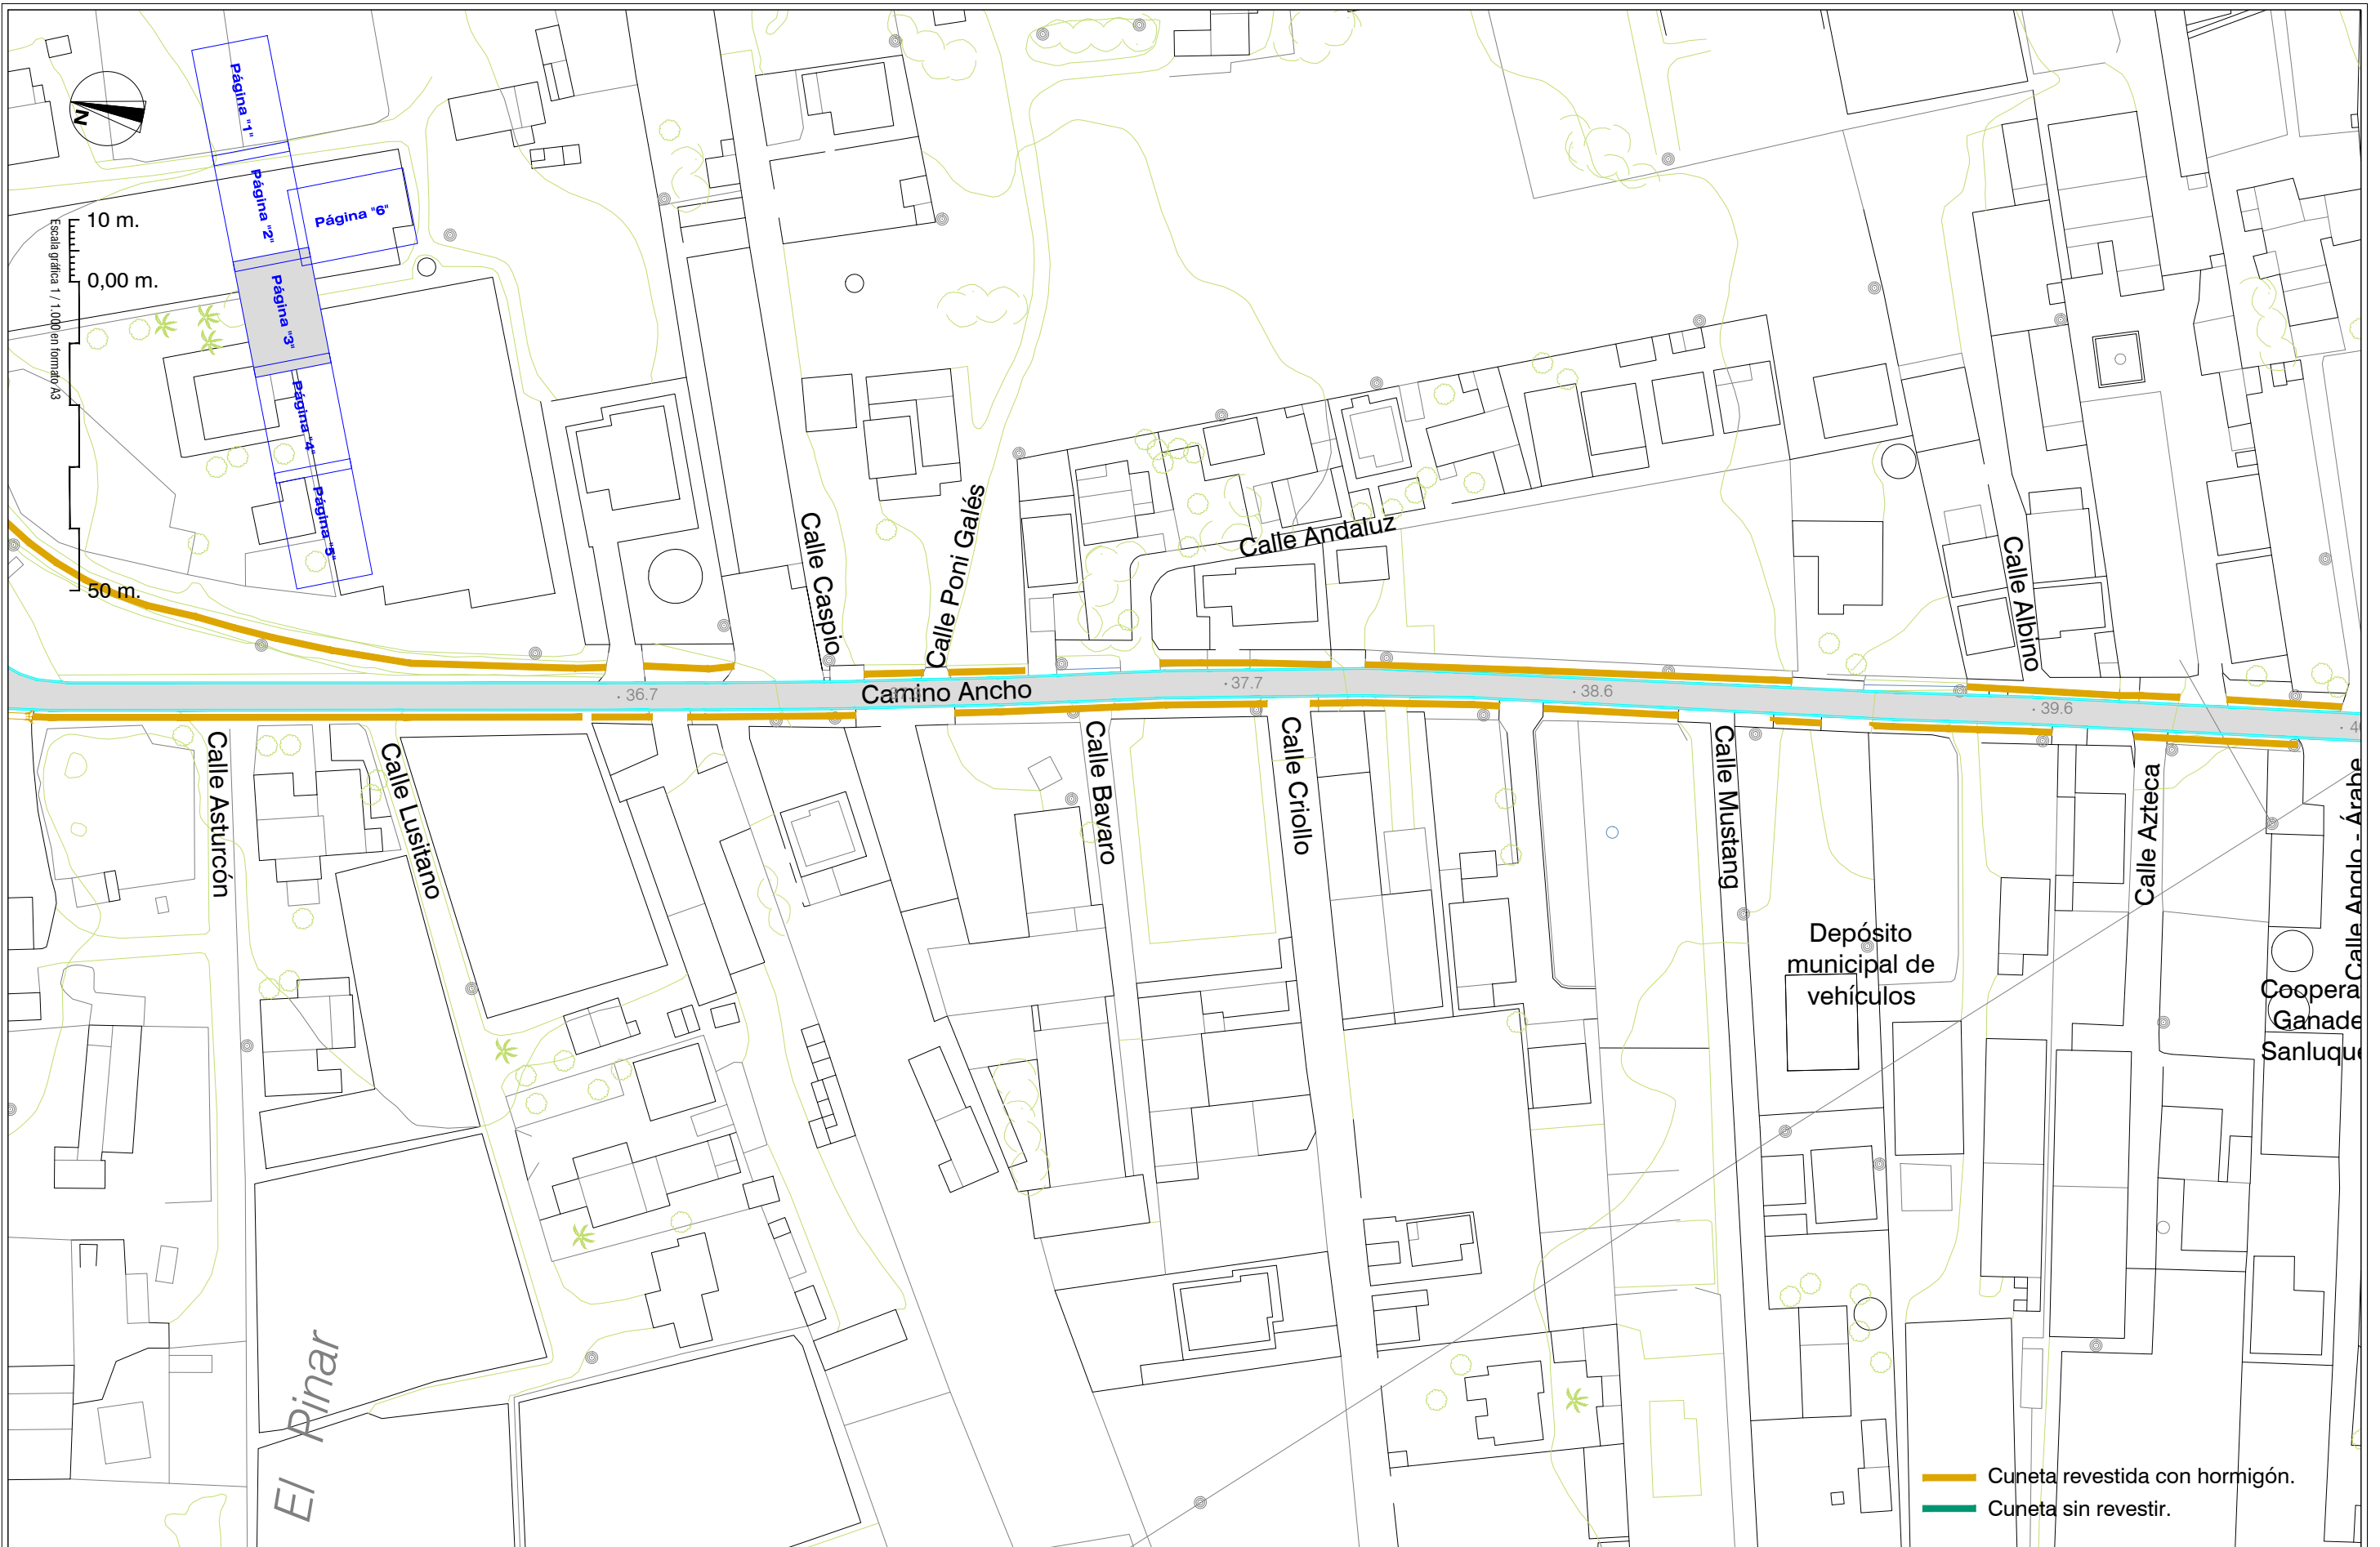 Página "1"
N
Página "2"
Página "6"
10 m.
0,00 m.
Escala gráfica 1 / 1.000 en formato A3
Página "3"
Página "4"
Página "5"
50 m.
Calle Caspio
Calle Poni Galés
Calle Andaluz
Calle Albino
Camino Ancho
36.7
37.7
38.6
39.6
Calle Asturcón
Calle Lusitano
Calle Bavaro
Calle Criollo
Calle Mustang
Calle Azteca
Calle Anglo - Árabe
Depósito
municipal de
vehículos
Coopera
Ganade
Sanluque
El Pinar
Cuneta revestida con hormigón.
Cuneta sin revestir.